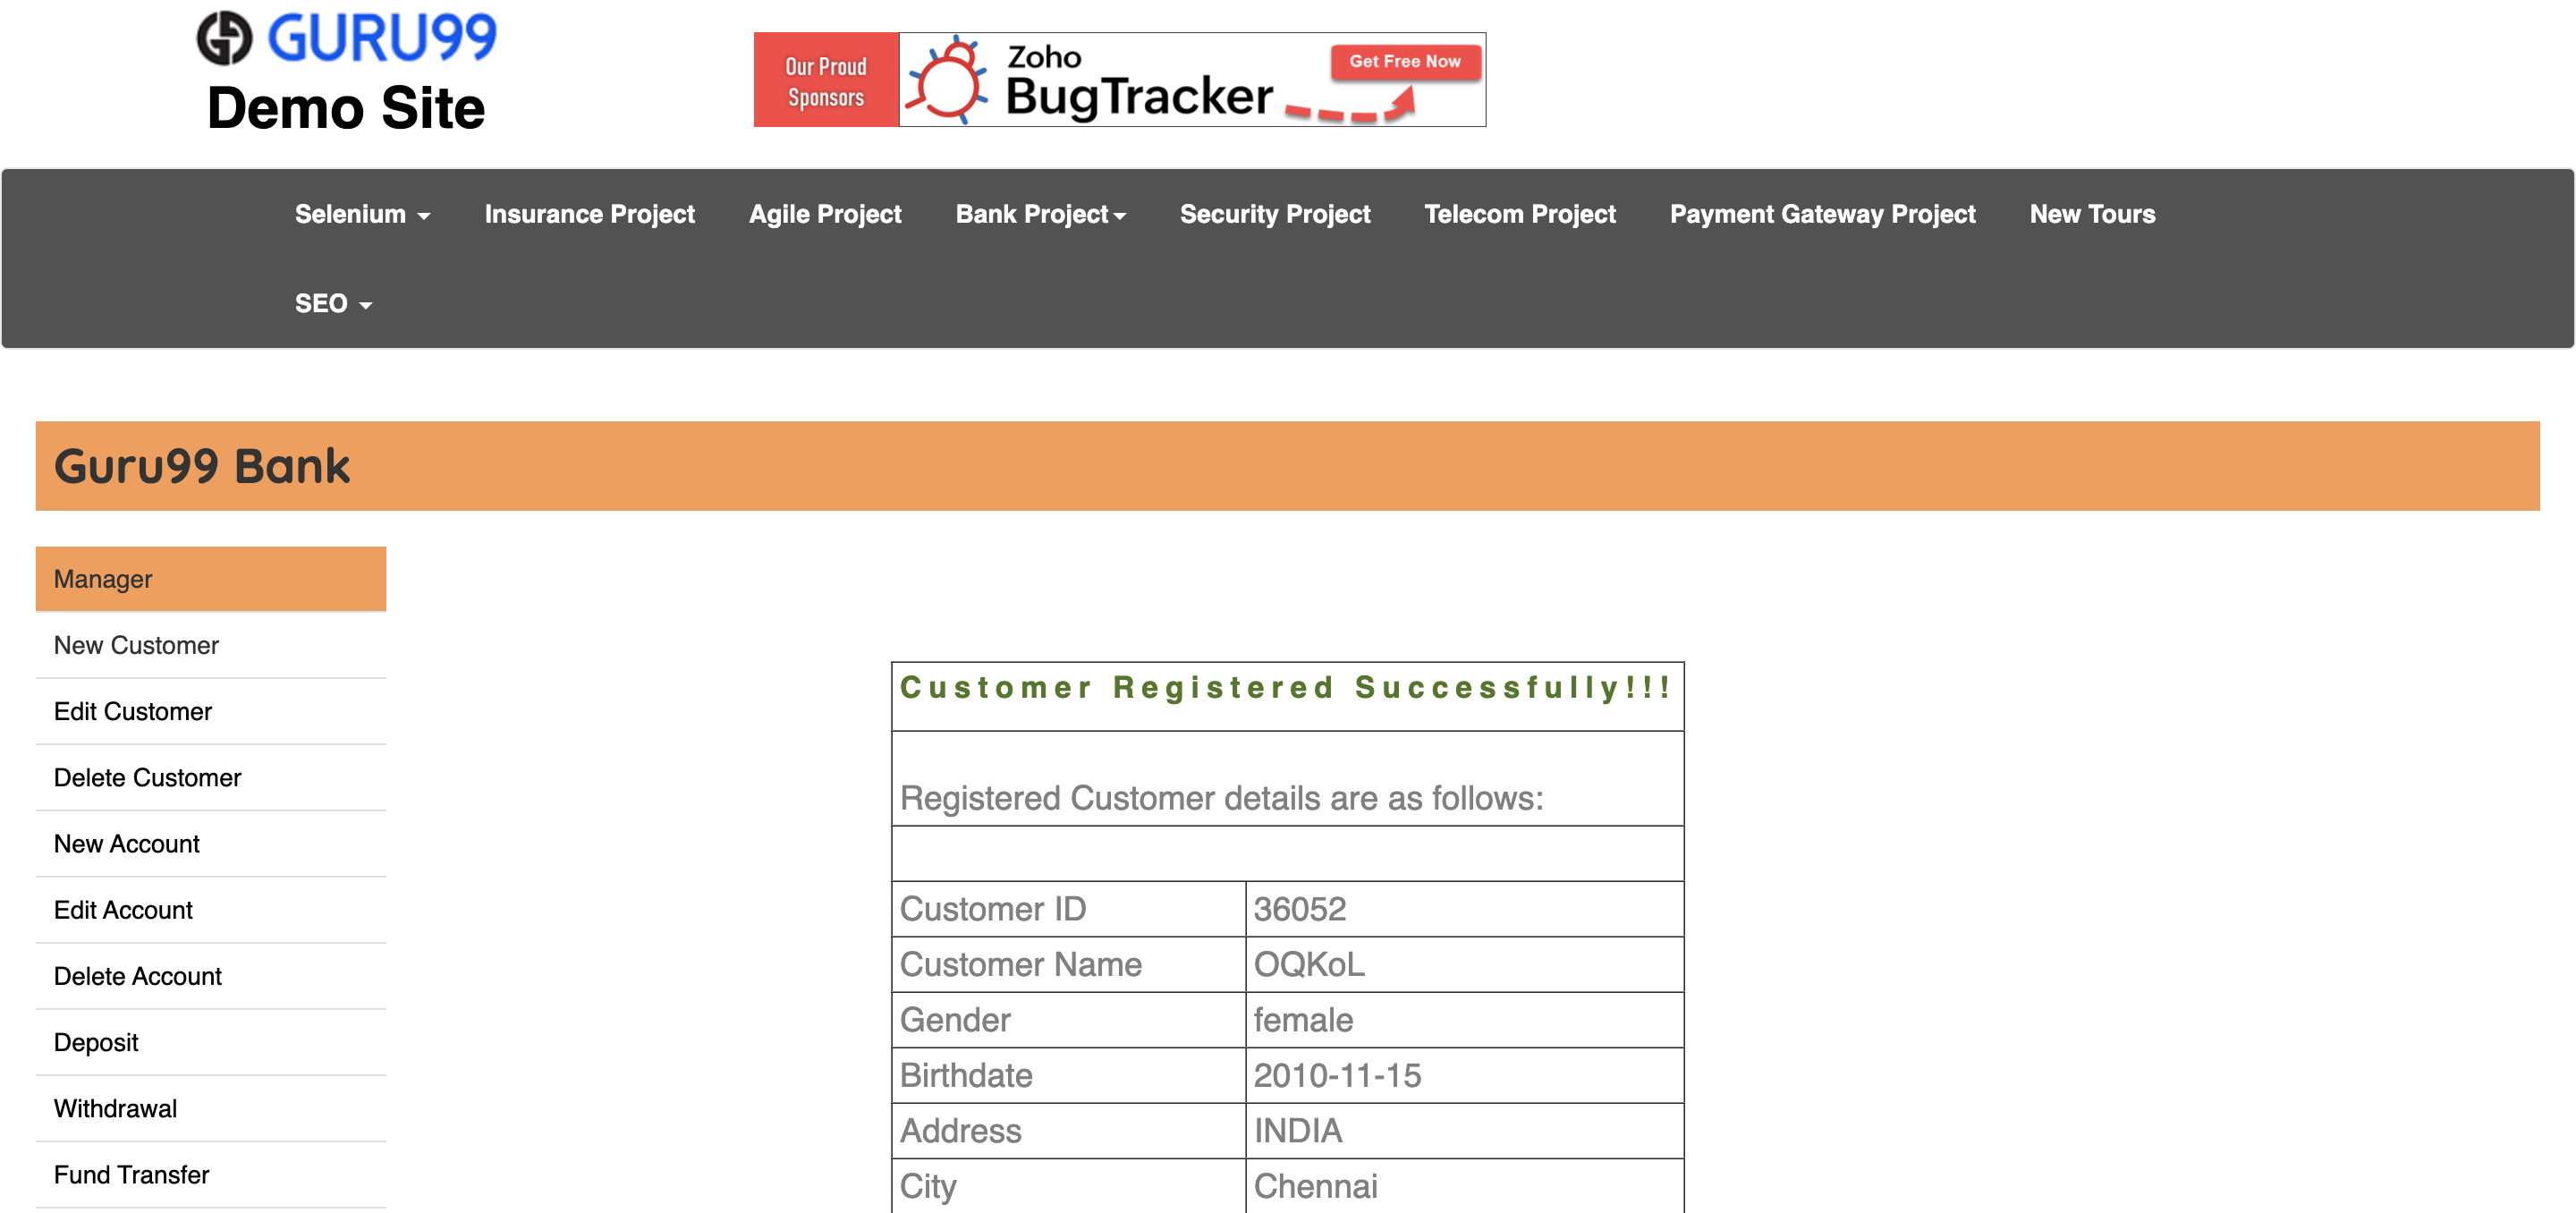 GURU99
Demo Site
Our Proud
Sponsors
Zoho
BugTracker
Get Free Now
Selenium Insurance Project Agile Project Bank Project Security Project Telecom Project Payment Gateway Project New Tours
SEO
Guru99 Bank
Manager
New Customer
Edit Customer
Delete Customer
New Account
Edit Account
Delete Account
Deposit
Withdrawal
Fund Transfer
Customer Registered Successfully!!!
Registered Customer details are as follows:
Customer ID 36052
Customer Name OQKoL
Gender female
Birthdate 2010-11-15
Address INDIA
City Chennai